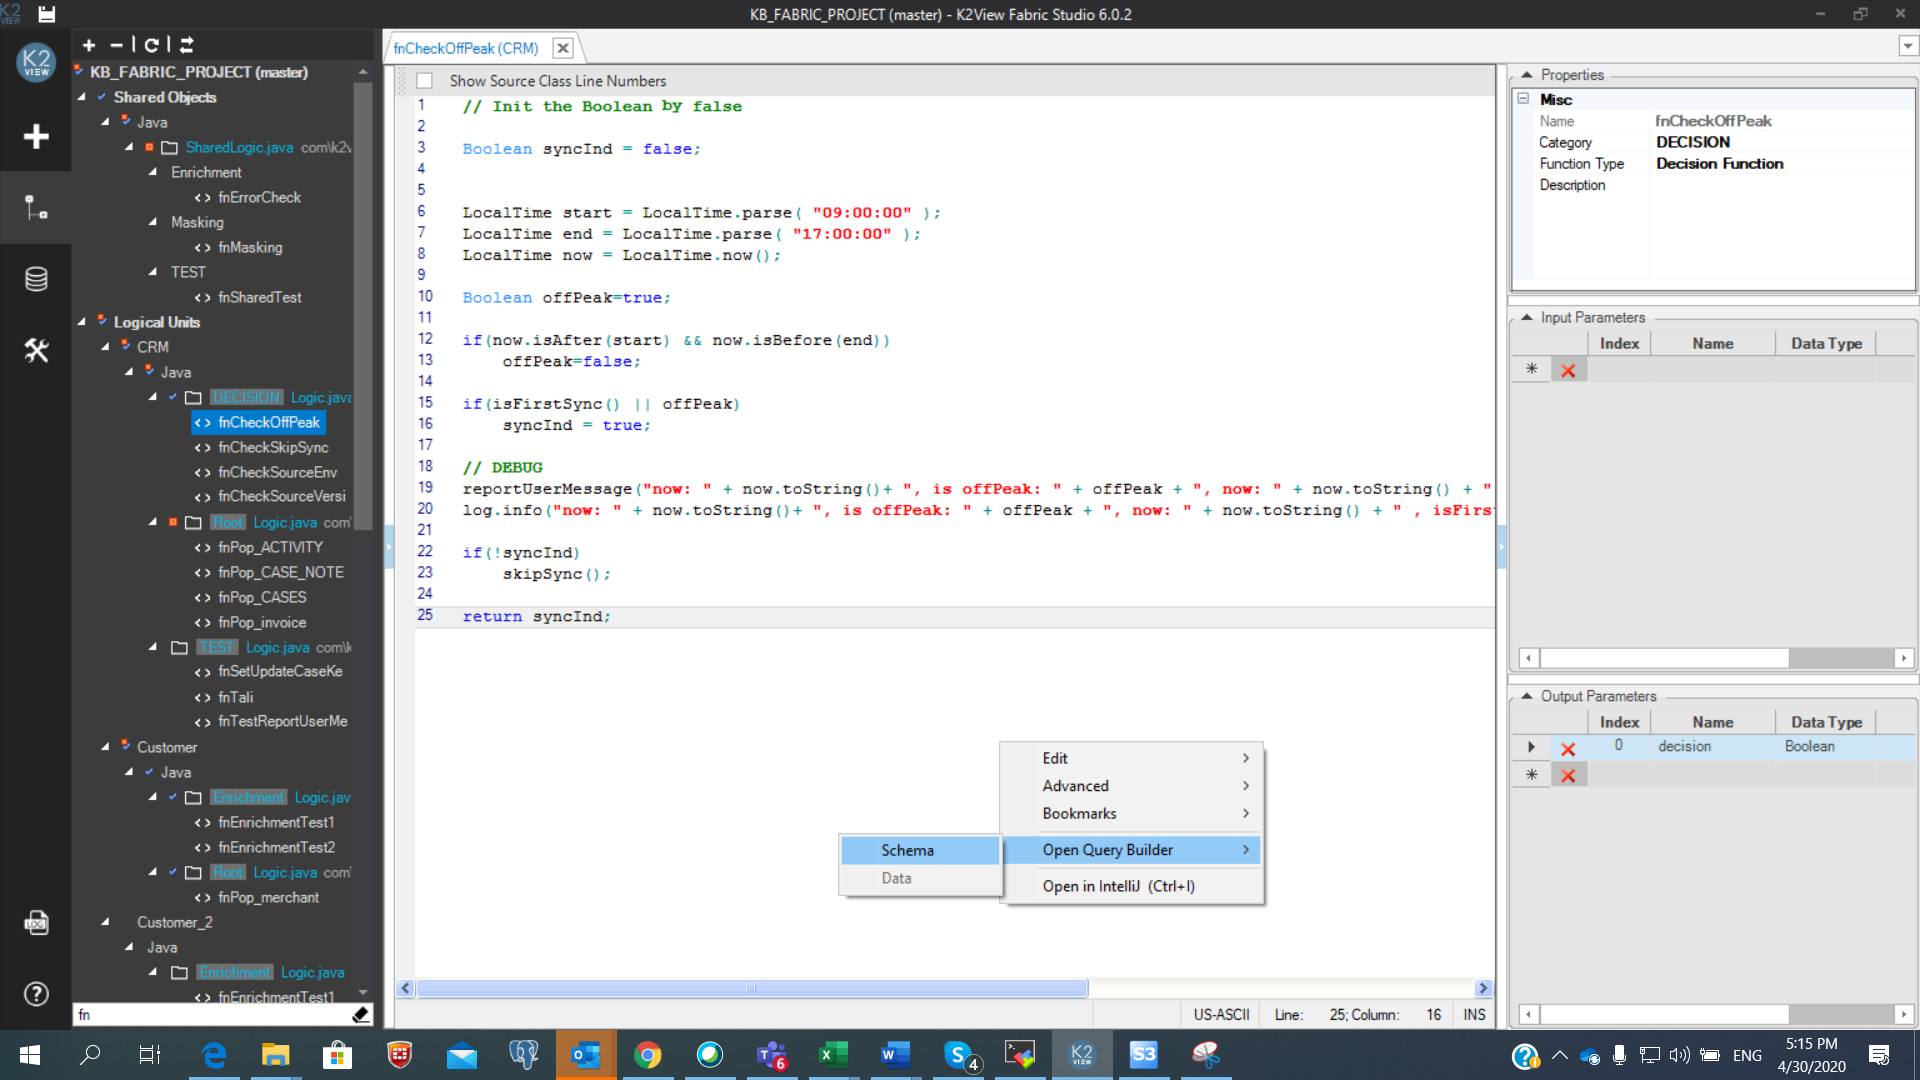 K2
VIEW
KB_FABRIC_PROJECT (master) - K2View Fabric Studio 6.0.2
K2
VIEW
KB_FABRIC_PROJECT (master)
Shared Objects
Java
SharedLogic.java com\k2v
Enrichment
fnErrorCheck
Masking
fnMasking
TEST
fnSharedTest
Logical Units
CRM
Java
DECISION Logic.java
fnCheckOffPeak
fnCheckSkipSync
fnCheckSourceEnv
fnCheckSourceVersi
Root Logic.java com'
fnPop_ACTIVITY
fnPop_CASE_NOTE
fnPop_CASES
fnPop_invoice
TEST Logic.java com\k
fnSetUpdateCaseKe
fnTali
fnTestReportUserMe
Customer
Java
Enrichment Logic.jav
fnEnrichmentTest1
fnEnrichmentTest2
Root Logic.java com'
fnPop_merchant
Customer_2
Java
Enrichment Logic.java
fnEnrichmentTest1
fn
LOG
fnCheckOffPeak (CRM)
Show Source Class Line Numbers
1 // Init the Boolean by false
2
3 Boolean syncInd = false;
4
5
6 LocalTime start = LocalTime.parse( "09:00:00" );
7 LocalTime end = LocalTime.parse( "17:00:00" );
8 LocalTime now = LocalTime.now();
9
10 Boolean offPeak=true;
11
12 if(now.isAfter(start) && now.isBefore(end))
13 offPeak=false;
14
15 if(isFirstSync() || offPeak)
16 syncInd = true;
17
18 // DEBUG
19 reportUserMessage("now: " + now.toString()+ ", is offPeak: " + offPeak + ", now: " + now.toString() + "
20 log.info("now: " + now.toString()+ ", is offPeak: " + offPeak + ", now: " + now.toString() + " , isFirs
21
22 if(!syncInd)
23 skipSync();
24
25 return syncInd;
Edit
Advanced
Bookmarks
Open Query Builder
Open in IntelliJ (Ctrl+I)
Schema
Data
US-ASCII Line: 25; Column: 16 INS
Properties
Misc
Name fnCheckOffPeak
Category DECISION
Function Type Decision Function
Description
Input Parameters
Index Name Data Type
Output Parameters
Index Name Data Type
0 decision Boolean
6
4
K2
VIEW
S3
ENG
5:15 PM
4/30/2020